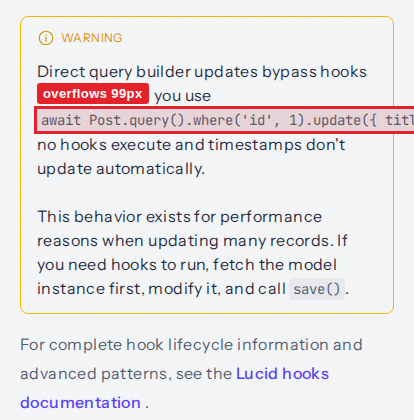 WARNING
Direct query builder updates bypass hooks
overflows 99px you use
await Post.query().where('id', 1).update({ titl
no hooks execute and timestamps don't
update automatically.
This behavior exists for performance
reasons when updating many records. If
you need hooks to run, fetch the model
instance first, modify it, and call save().
For complete hook lifecycle information and
advanced patterns, see the Lucid hooks
documentation .